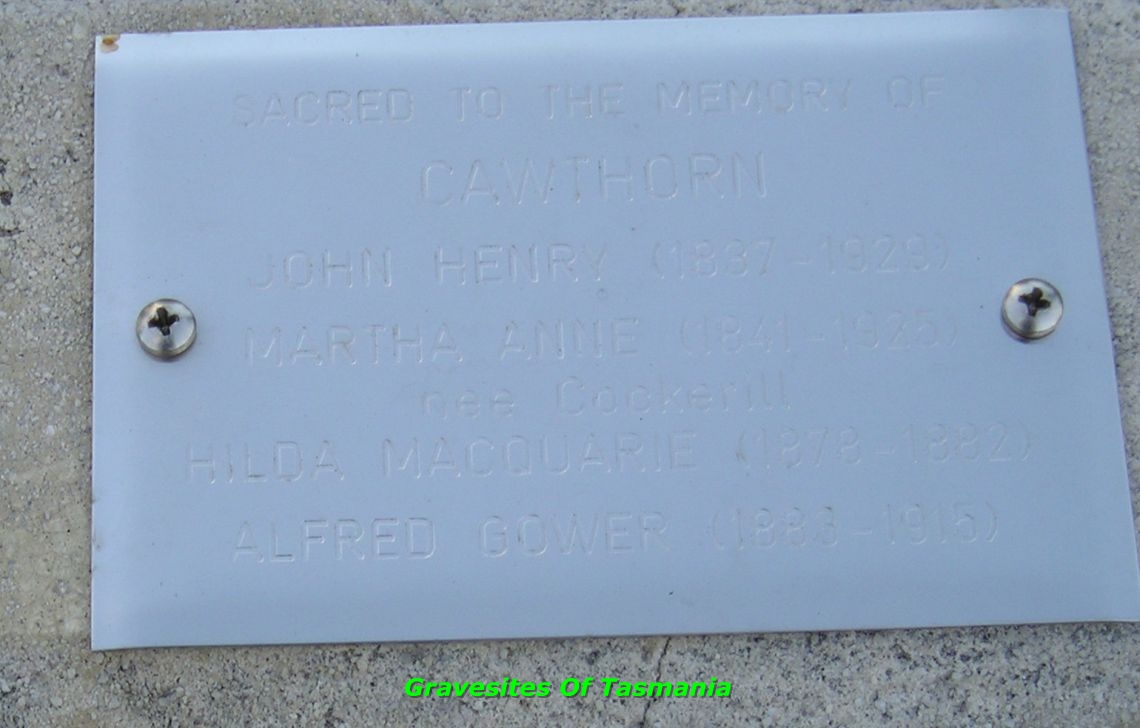 SACRED TO THE MEMORY OF
CAWTHORN
JOHN HENRY (1837-1929)
MARTHA ANNE (1841-1925)
nee Cockerill
HILDA MACQUARIE (1878-1882)
ALFRED GOWER (1883-1915)
Gravesites Of Tasmania